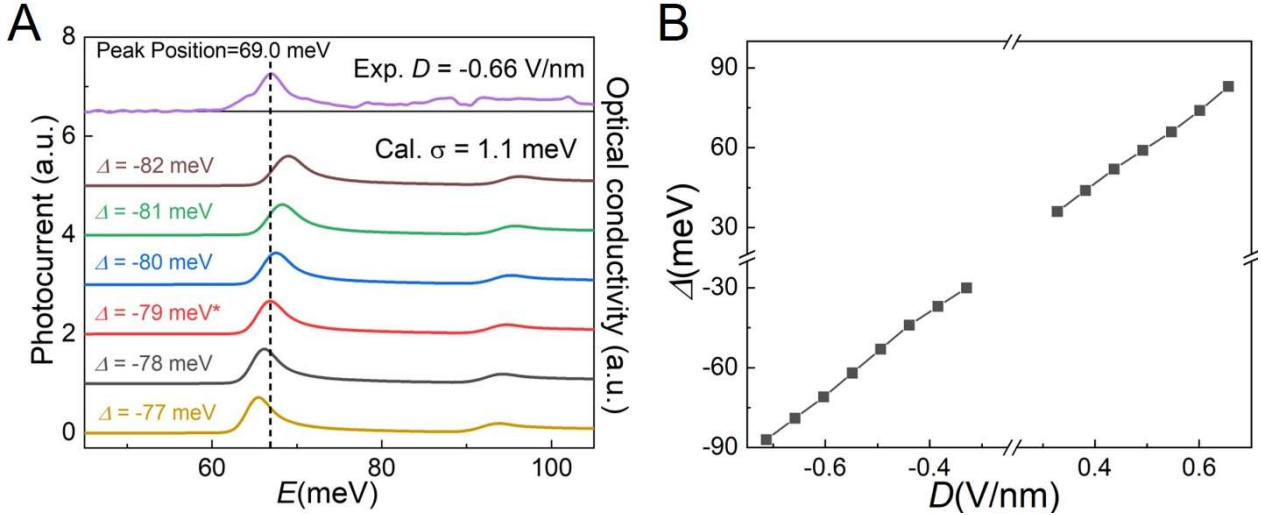 A
Photocurrent (a.u.)
8
6
4
2
0
Peak Position=69.0 meV
Exp. D = -0.66 V/nm
Cal. σ = 1.1 meV
Δ = -82 meV
Δ = -81 meV
Δ = -80 meV
Δ = -79 meV*
Δ = -78 meV
Δ = -77 meV
60
80
100
E(meV)
Optical conductivity (a.u.)
B
Δ(meV)
90
60
30
-30
-60
-90
-0.6
-0.4
0.4
0.6
D(V/nm)